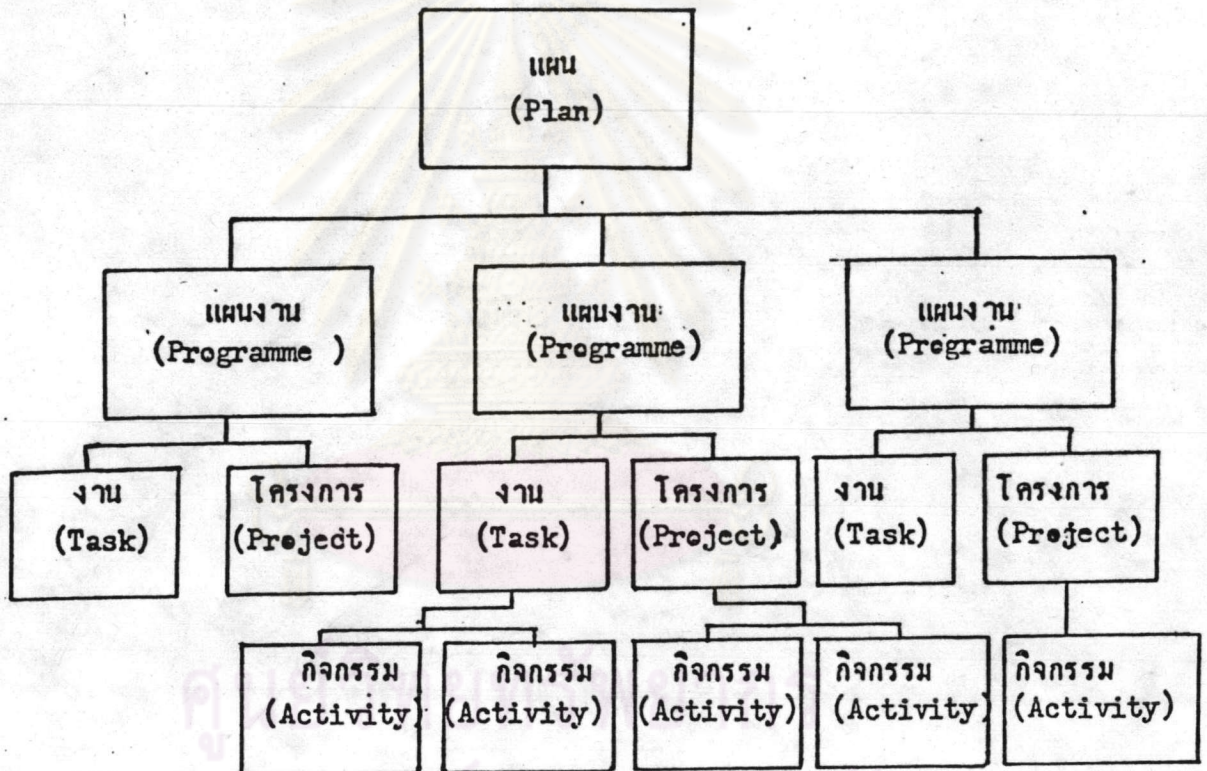 แผน
(Plan)
แผนงาน
(Programme )
แผนงาน
(Programme)
แผนงาน
(Programme)
งาน
(Task)
โครงการ
(Project)
งาน
(Task)
โครงการ
(Project)
งาน
(Task)
โครงการ
(Project)
กิจกรรม
(Activity)
กิจกรรม
(Activity)
กิจกรรม
(Activity)
กิจกรรม
(Activity)
กิจกรรม
(Activity)